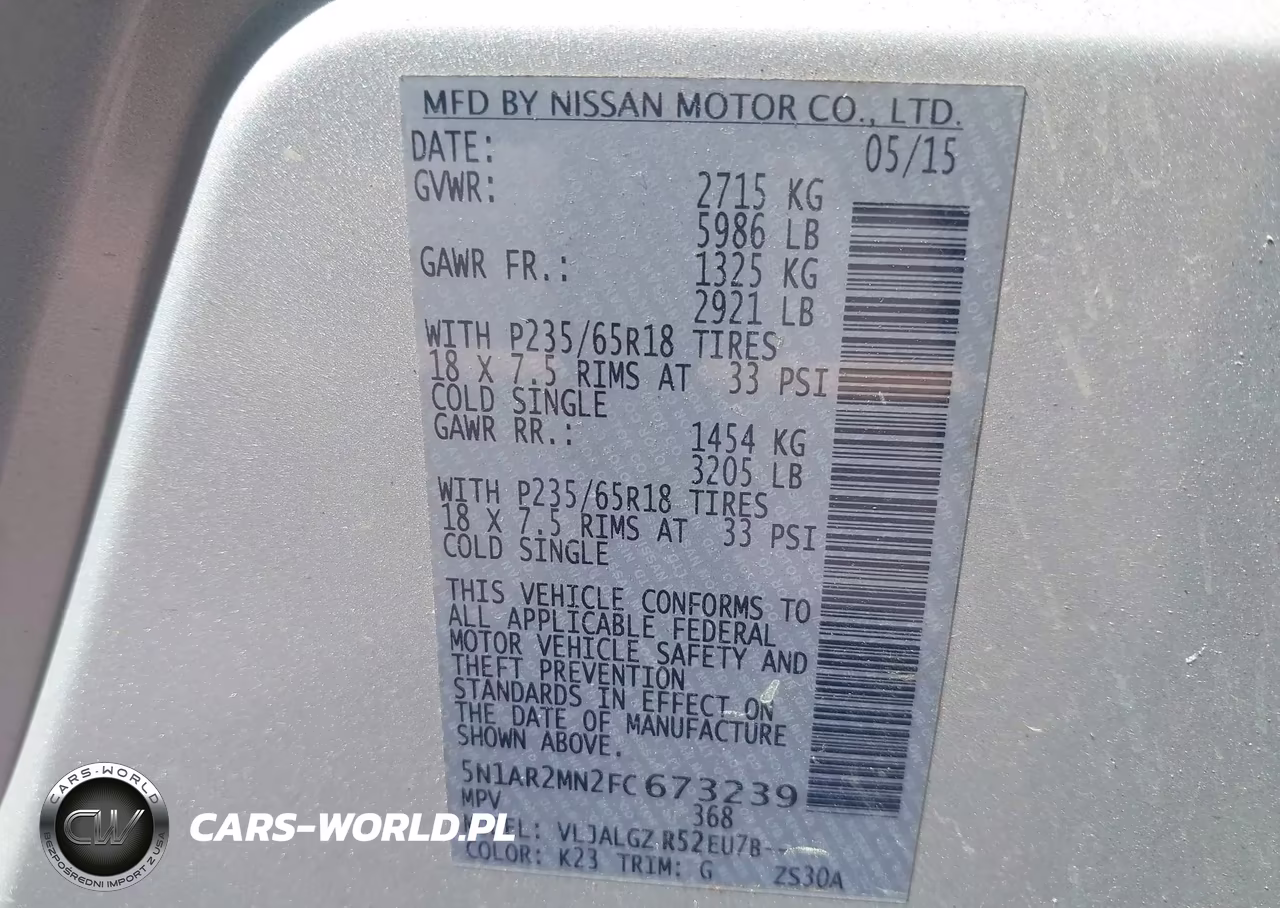 MFD BY NISSAN MOTOR CO., LTD.
DATE: 05/15
GVWR: 2715 KG
5986 LB
GAWR FR.: 1325 KG
2921 LB
WITH P235/65R18 TIRES
18 X 7.5 RIMS AT 33 PSI
COLD SINGLE
GAWR RR.: 1454 KG
3205 LB
WITH P235/65R18 TIRES
18 X 7.5 RIMS AT 33 PSI
COLD SINGLE
THIS VEHICLE CONFORMS TO
ALL APPLICABLE FEDERAL
MOTOR VEHICLE SAFETY AND
THEFT PREVENTION
STANDARDS IN EFFECT ON
THE DATE OF MANUFACTURE
SHOWN ABOVE.
5N1AR2MN2FC673239
MPV 368
VLJALGZ R52EU7B--
COLOR: K23 TRIM: G ZS30A
CARS-WORLD
CW
BEZPOŚREDNI IMPORT Z USA
CARS-WORLD.PL